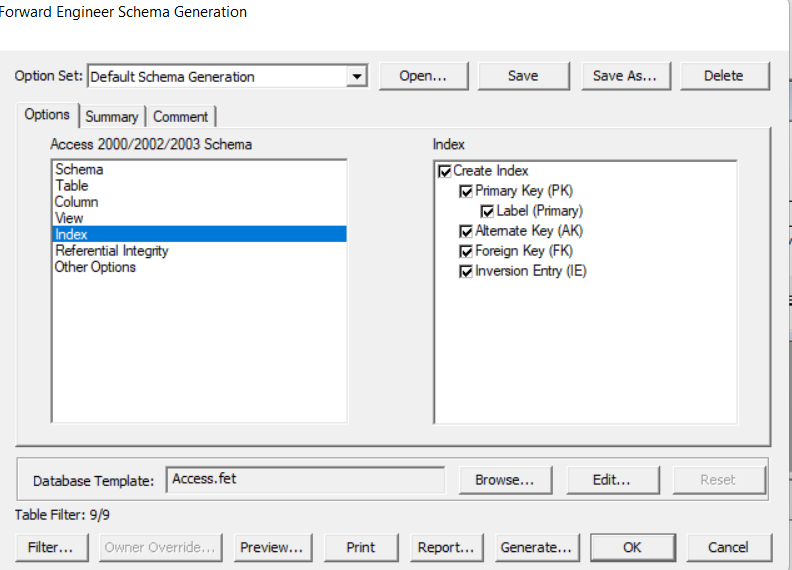 Forward Engineer Schema Generation
Option Set: Default Schema Generation Open... Save Save As... Delete
Options Summary Comment
Access 2000/2002/2003 Schema Index
Schema
Table
Column
View
Index
Referential Integrity
Other Options
Create Index
Primary Key (PK)
Label (Primary)
Alternate Key (AK)
Foreign Key (FK)
Inversion Entry (IE)
Database Template: Access.fet Browse... Edit... Reset
Table Filter: 9/9
Filter... Owner Override... Preview... Print Report... Generate... OK Cancel